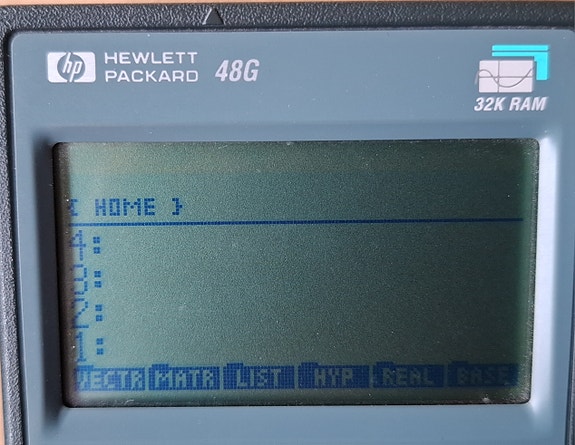 hp HEWLETT PACKARD 48G
32K RAM
{ HOME }
4:
3:
2:
1:
VECTR MATR LIST HYP REAL BASE